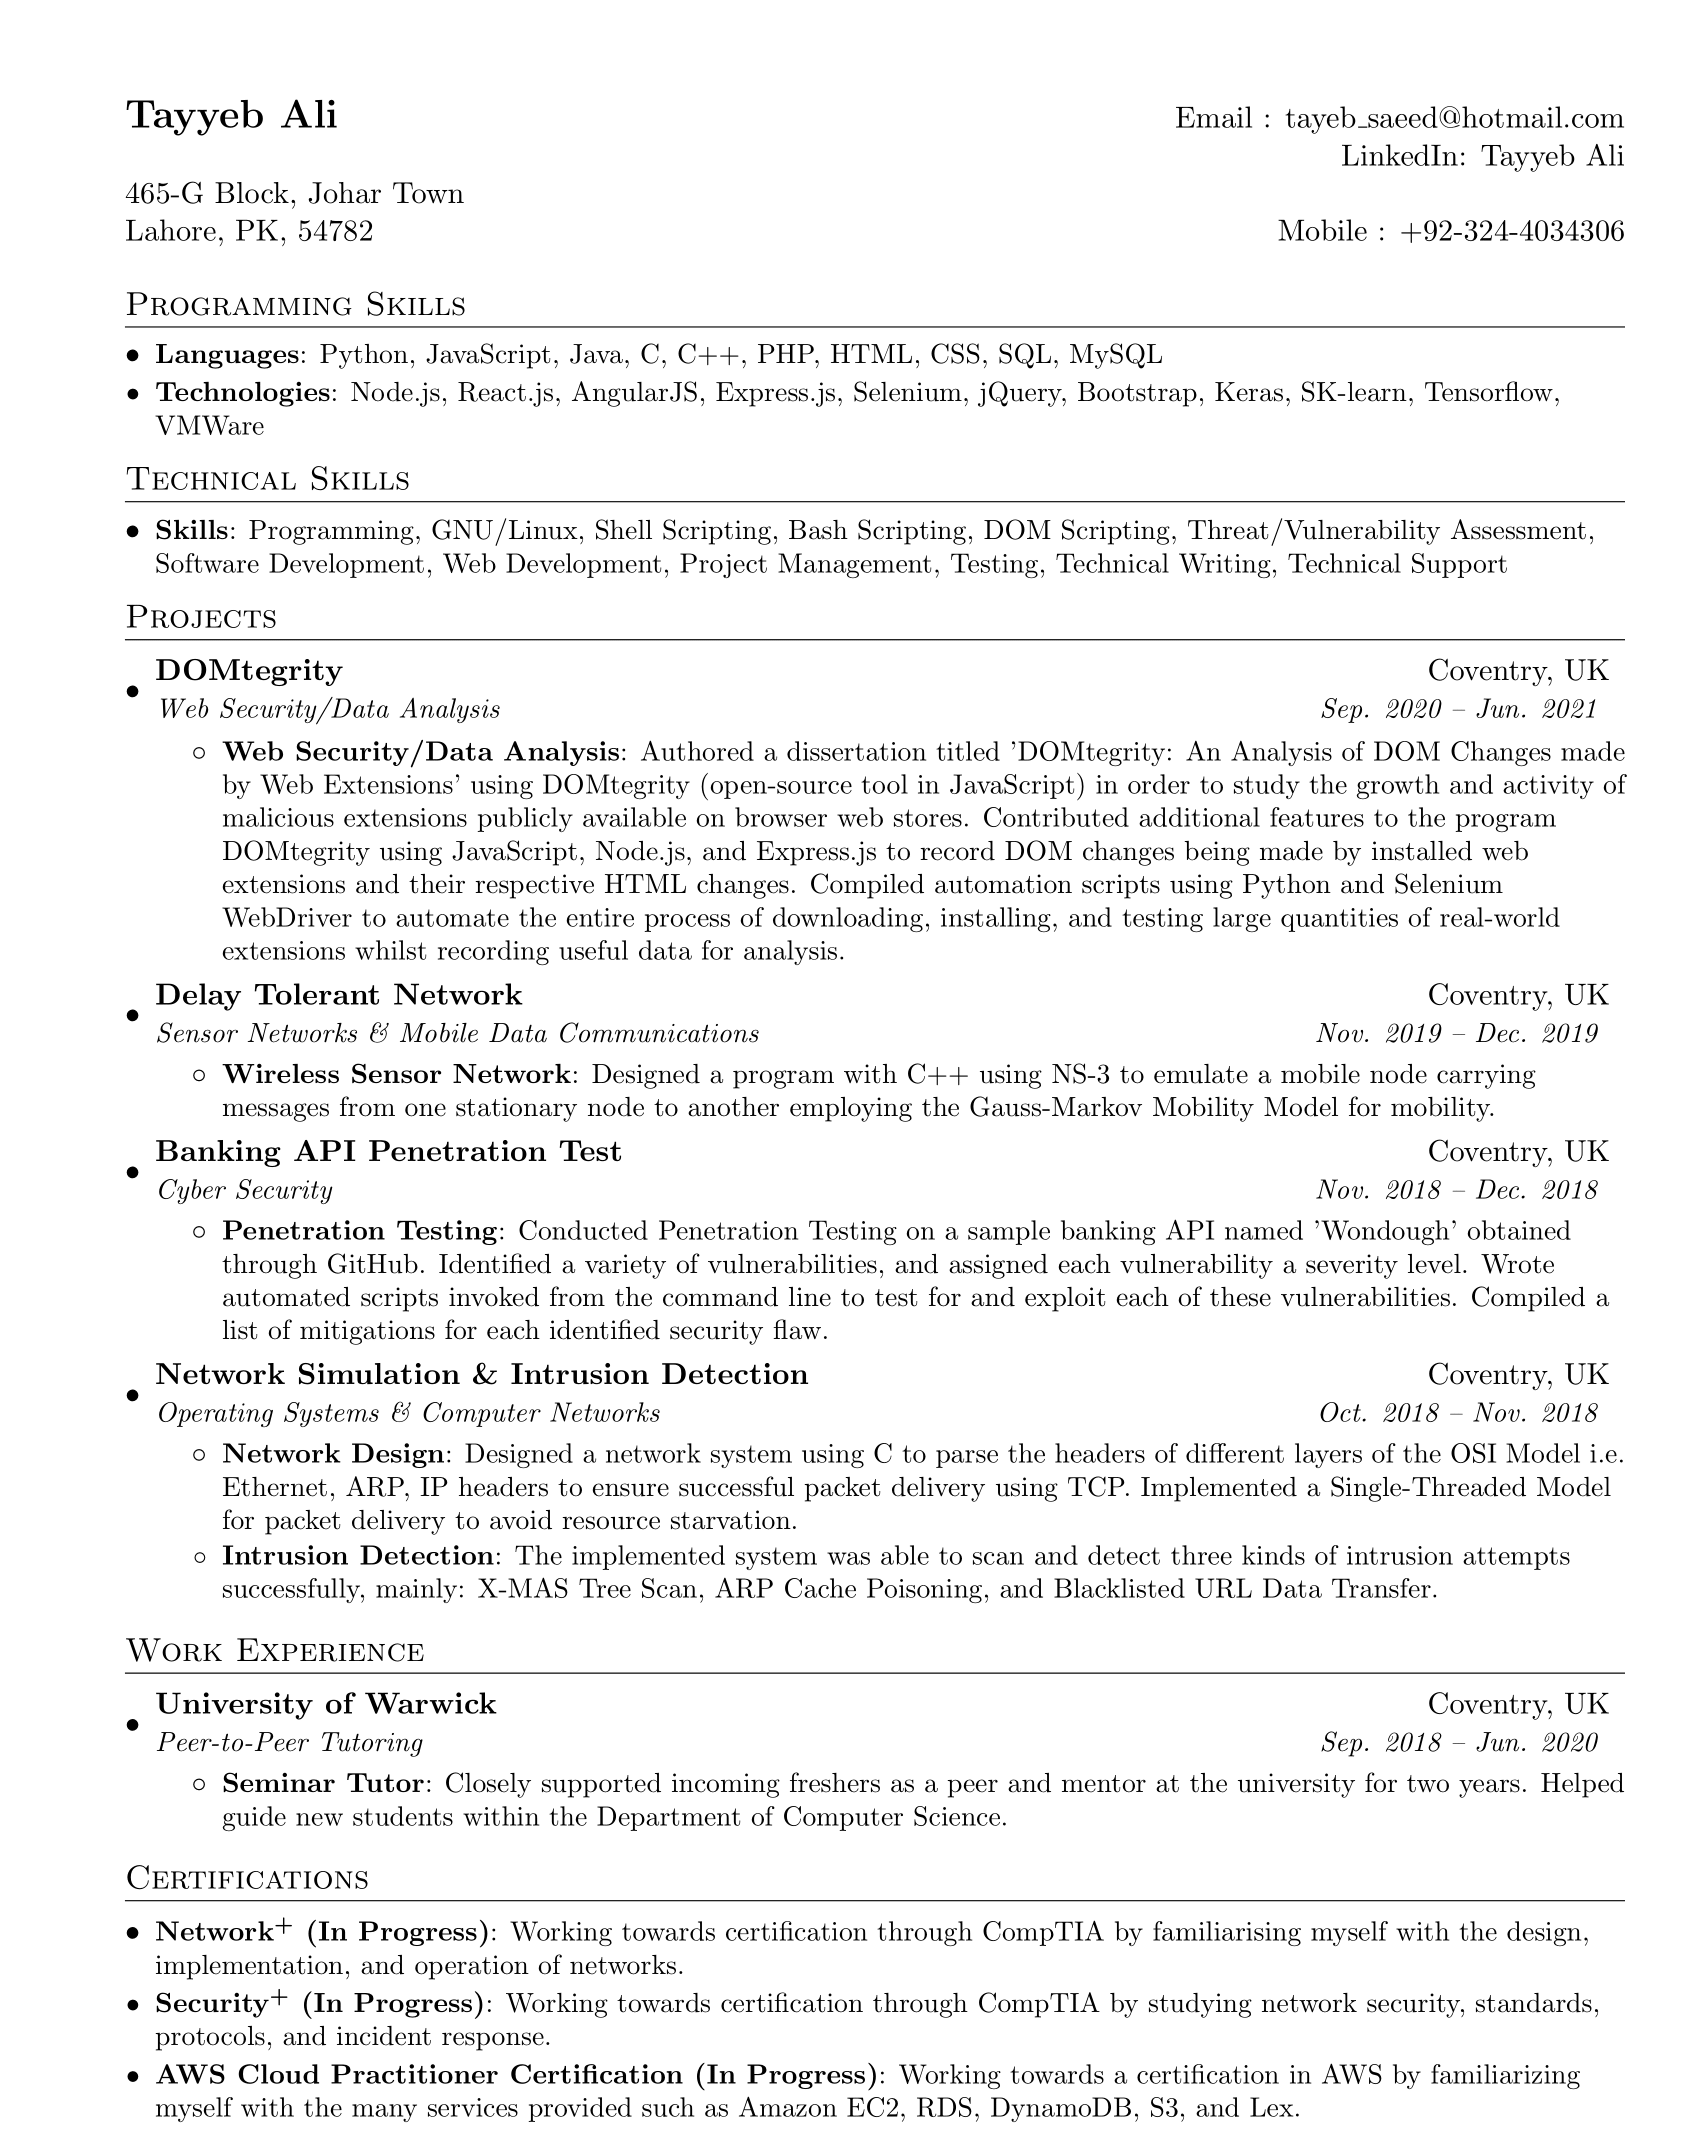 Tayyeb Ali
Email : tayeb_saeed@hotmail.com
LinkedIn: Tayyeb Ali
465-G Block, Johar Town
Lahore, PK, 54782
Mobile : +92-324-4034306
Programming Skills
• Languages: Python, JavaScript, Java, C, C++, PHP, HTML, CSS, SQL, MySQL
• Technologies: Node.js, React.js, AngularJS, Express.js, Selenium, jQuery, Bootstrap, Keras, SK-learn, Tensorflow,
VMWare
Technical Skills
• Skills: Programming, GNU/Linux, Shell Scripting, Bash Scripting, DOM Scripting, Threat/Vulnerability Assessment,
Software Development, Web Development, Project Management, Testing, Technical Writing, Technical Support
Projects
• DOMtegrity Coventry, UK
Web Security/Data Analysis Sep. 2020 – Jun. 2021
◦ Web Security/Data Analysis: Authored a dissertation titled 'DOMtegrity: An Analysis of DOM Changes made
by Web Extensions' using DOMtegrity (open-source tool in JavaScript) in order to study the growth and activity of
malicious extensions publicly available on browser web stores. Contributed additional features to the program
DOMtegrity using JavaScript, Node.js, and Express.js to record DOM changes being made by installed web
extensions and their respective HTML changes. Compiled automation scripts using Python and Selenium
WebDriver to automate the entire process of downloading, installing, and testing large quantities of real-world
extensions whilst recording useful data for analysis.
• Delay Tolerant Network Coventry, UK
Sensor Networks & Mobile Data Communications Nov. 2019 – Dec. 2019
◦ Wireless Sensor Network: Designed a program with C++ using NS-3 to emulate a mobile node carrying
messages from one stationary node to another employing the Gauss-Markov Mobility Model for mobility.
• Banking API Penetration Test Coventry, UK
Cyber Security Nov. 2018 – Dec. 2018
◦ Penetration Testing: Conducted Penetration Testing on a sample banking API named 'Wondough' obtained
through GitHub. Identified a variety of vulnerabilities, and assigned each vulnerability a severity level. Wrote
automated scripts invoked from the command line to test for and exploit each of these vulnerabilities. Compiled a
list of mitigations for each identified security flaw.
• Network Simulation & Intrusion Detection Coventry, UK
Operating Systems & Computer Networks Oct. 2018 – Nov. 2018
◦ Network Design: Designed a network system using C to parse the headers of different layers of the OSI Model i.e.
Ethernet, ARP, IP headers to ensure successful packet delivery using TCP. Implemented a Single-Threaded Model
for packet delivery to avoid resource starvation.
◦ Intrusion Detection: The implemented system was able to scan and detect three kinds of intrusion attempts
successfully, mainly: X-MAS Tree Scan, ARP Cache Poisoning, and Blacklisted URL Data Transfer.
Work Experience
• University of Warwick Coventry, UK
Peer-to-Peer Tutoring Sep. 2018 – Jun. 2020
◦ Seminar Tutor: Closely supported incoming freshers as a peer and mentor at the university for two years. Helped
guide new students within the Department of Computer Science.
Certifications
• Network+ (In Progress): Working towards certification through CompTIA by familiarising myself with the design,
implementation, and operation of networks.
• Security+ (In Progress): Working towards certification through CompTIA by studying network security, standards,
protocols, and incident response.
• AWS Cloud Practitioner Certification (In Progress): Working towards a certification in AWS by familiarizing
myself with the many services provided such as Amazon EC2, RDS, DynamoDB, S3, and Lex.